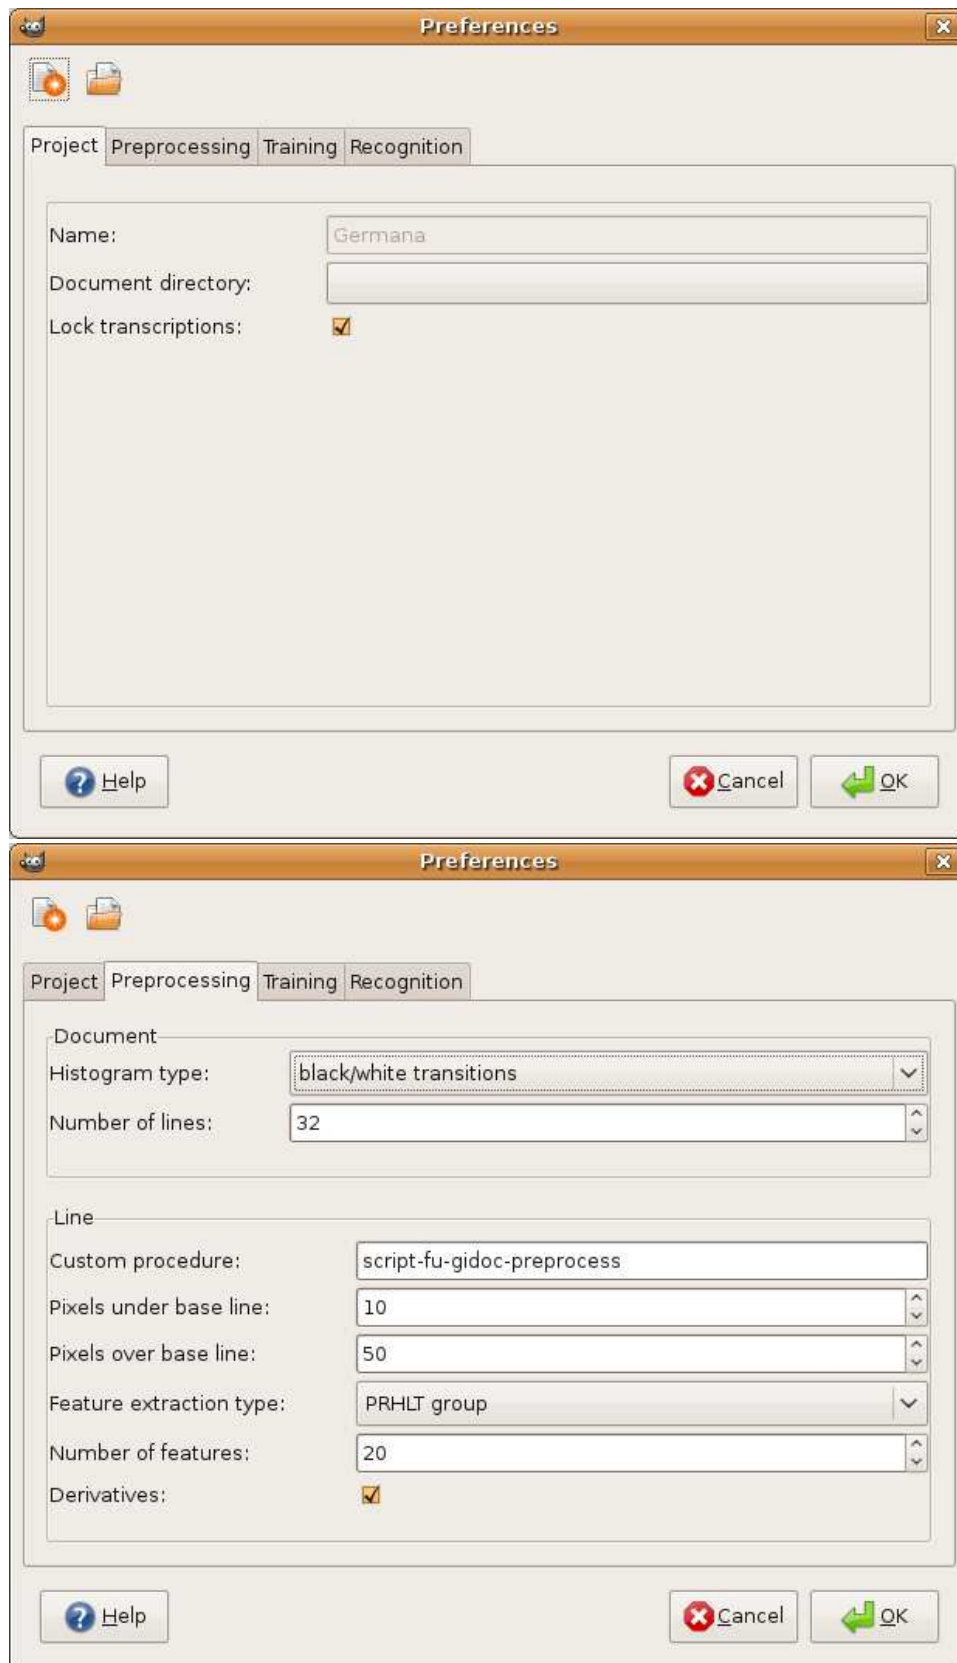 Preferences
Project Preprocessing Training Recognition
Name: Germana
Document directory:
Lock transcriptions:
Help Cancel OK
Preferences
Project Preprocessing Training Recognition
Document
Histogram type: black/white transitions
Number of lines: 32
Line
Custom procedure: script-fu-gidoc-preprocess
Pixels under base line: 10
Pixels over base line: 50
Feature extraction type: PRHLT group
Number of features: 20
Derivatives:
Help Cancel OK